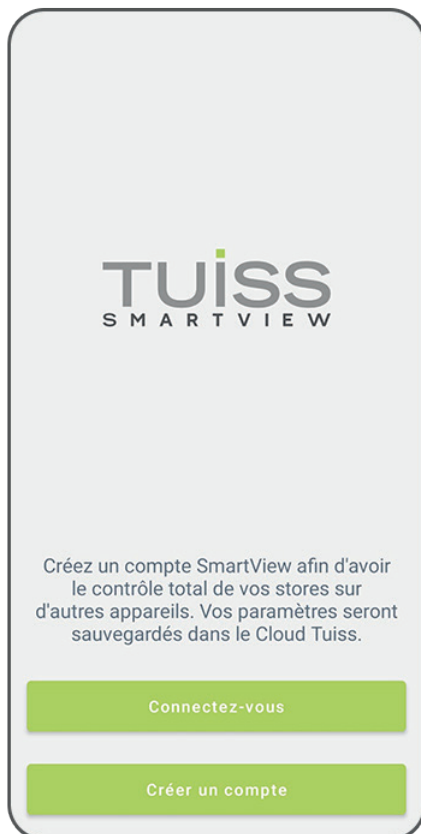 TUiSS
SMARTVIEW
Créez un compte SmartView afin d'avoir
le contrôle total de vos stores sur
d'autres appareils. Vos paramètres seront
sauvegardés dans le Cloud Tuiss.
Connectez-vous
Créer un compte